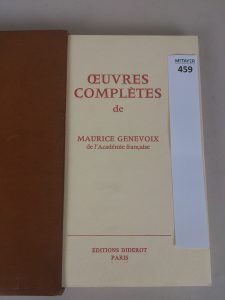 ŒUVRES
COMPLÈTES
de
MAURICE GENEVOIX
de l'Académie française
EDITIONS DIDEROT
PARIS
459